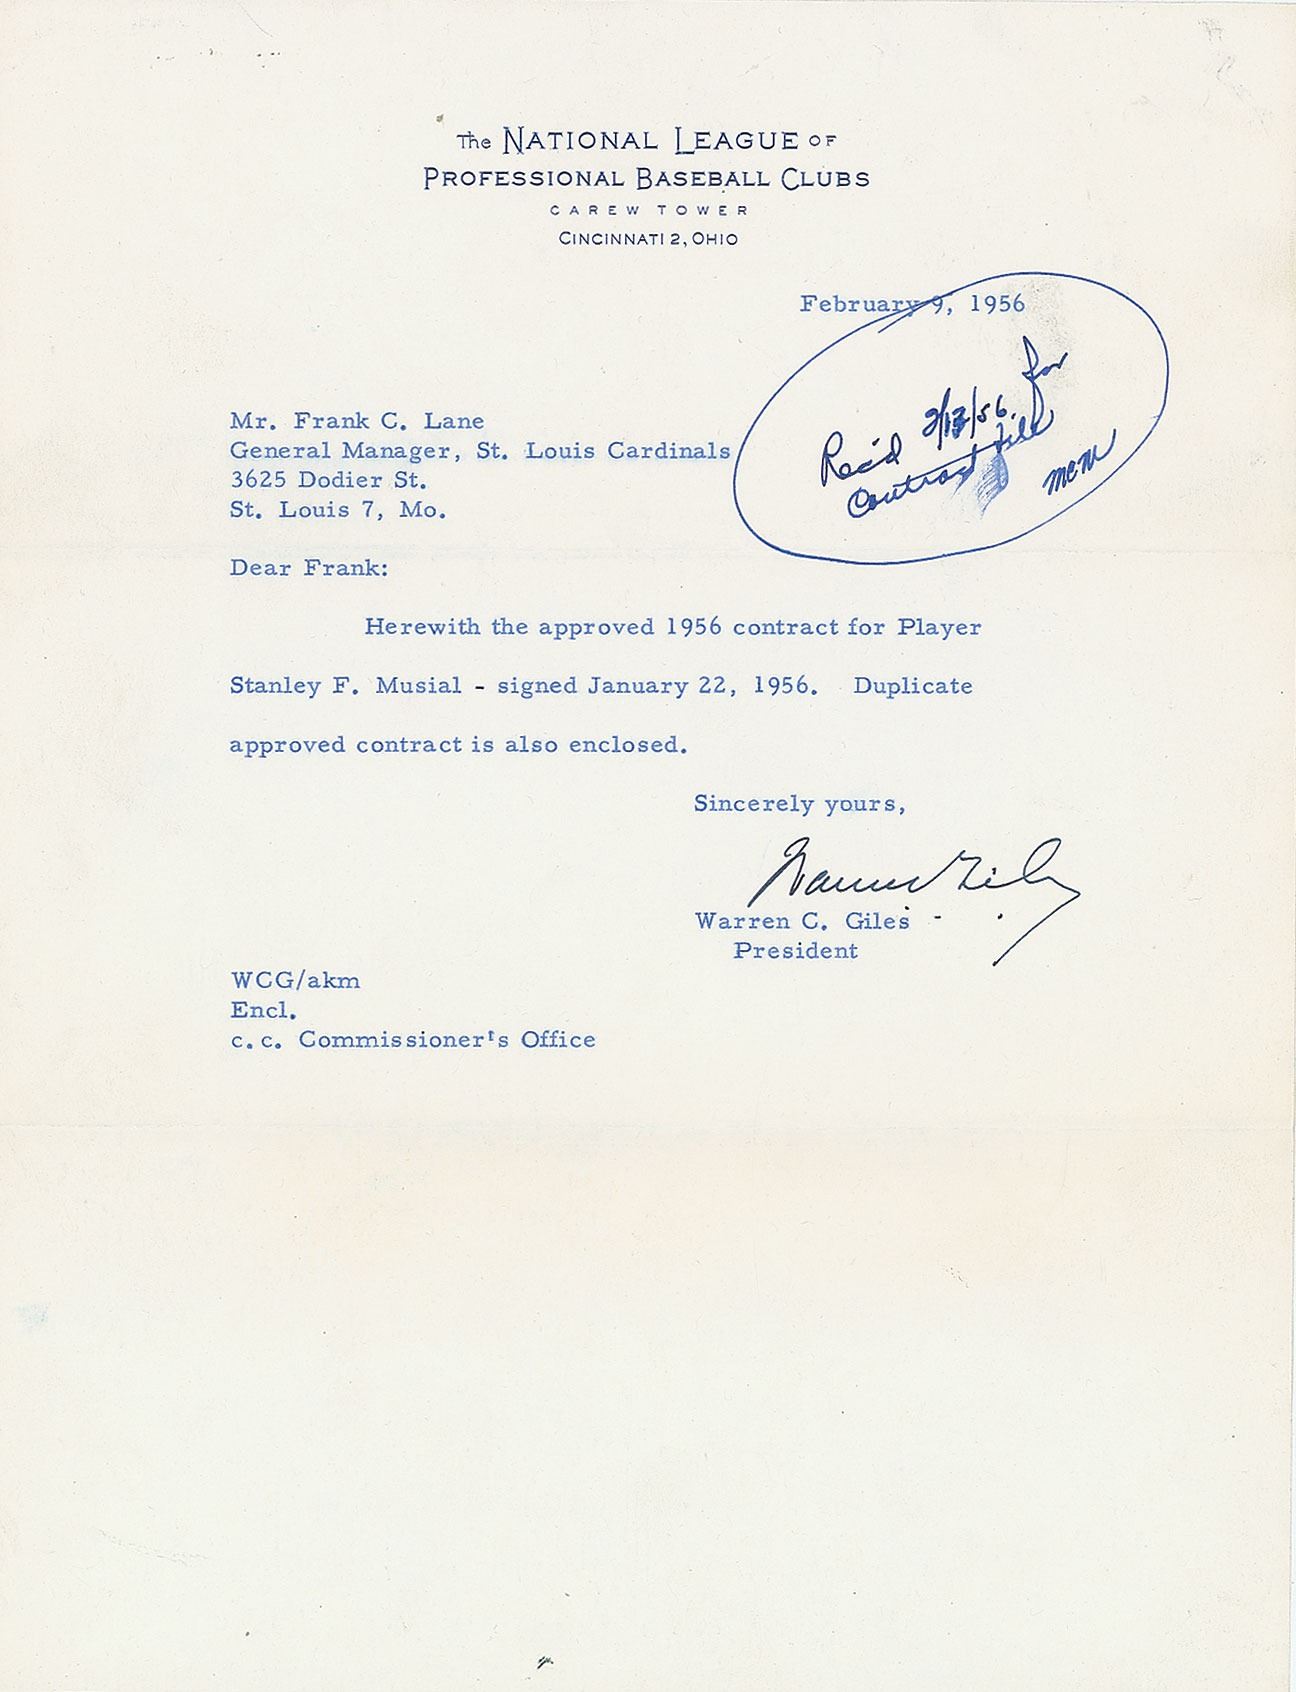 The NATIONAL LEAGUE OF
PROFESSIONAL BASEBALL CLUBS
CAREW TOWER
CINCINNATI 2, OHIO
February 9, 1956
Rec'd 2/13/56 for
Contract file
mcm
Mr. Frank C. Lane
General Manager, St. Louis Cardinals
3625 Dodier St.
St. Louis 7, Mo.
Dear Frank:
Herewith the approved 1956 contract for Player
Stanley F. Musial - signed January 22, 1956. Duplicate
approved contract is also enclosed.
Sincerely yours,
Warren Giles
Warren C. Giles
President
WCG/akm
Encl.
c.c. Commissioner's Office